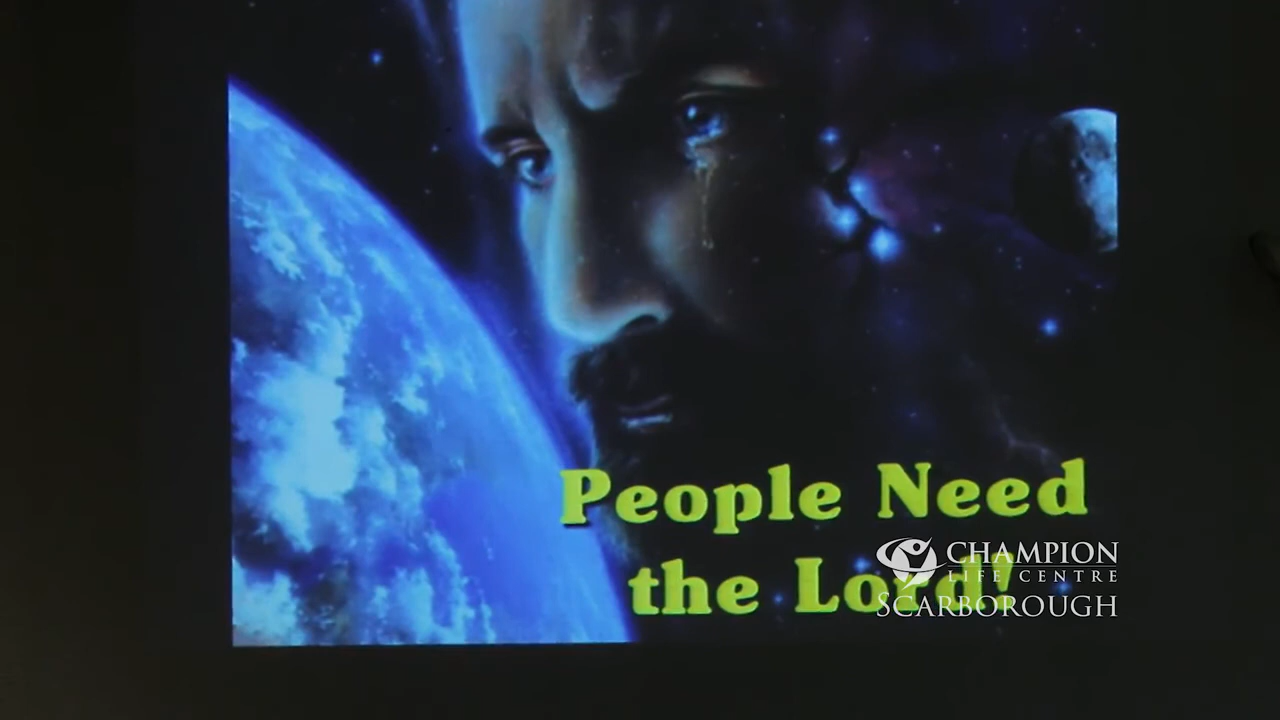 People Need
the Lord!
CHAMPION
LIFE CENTRE
SCARBOROUGH